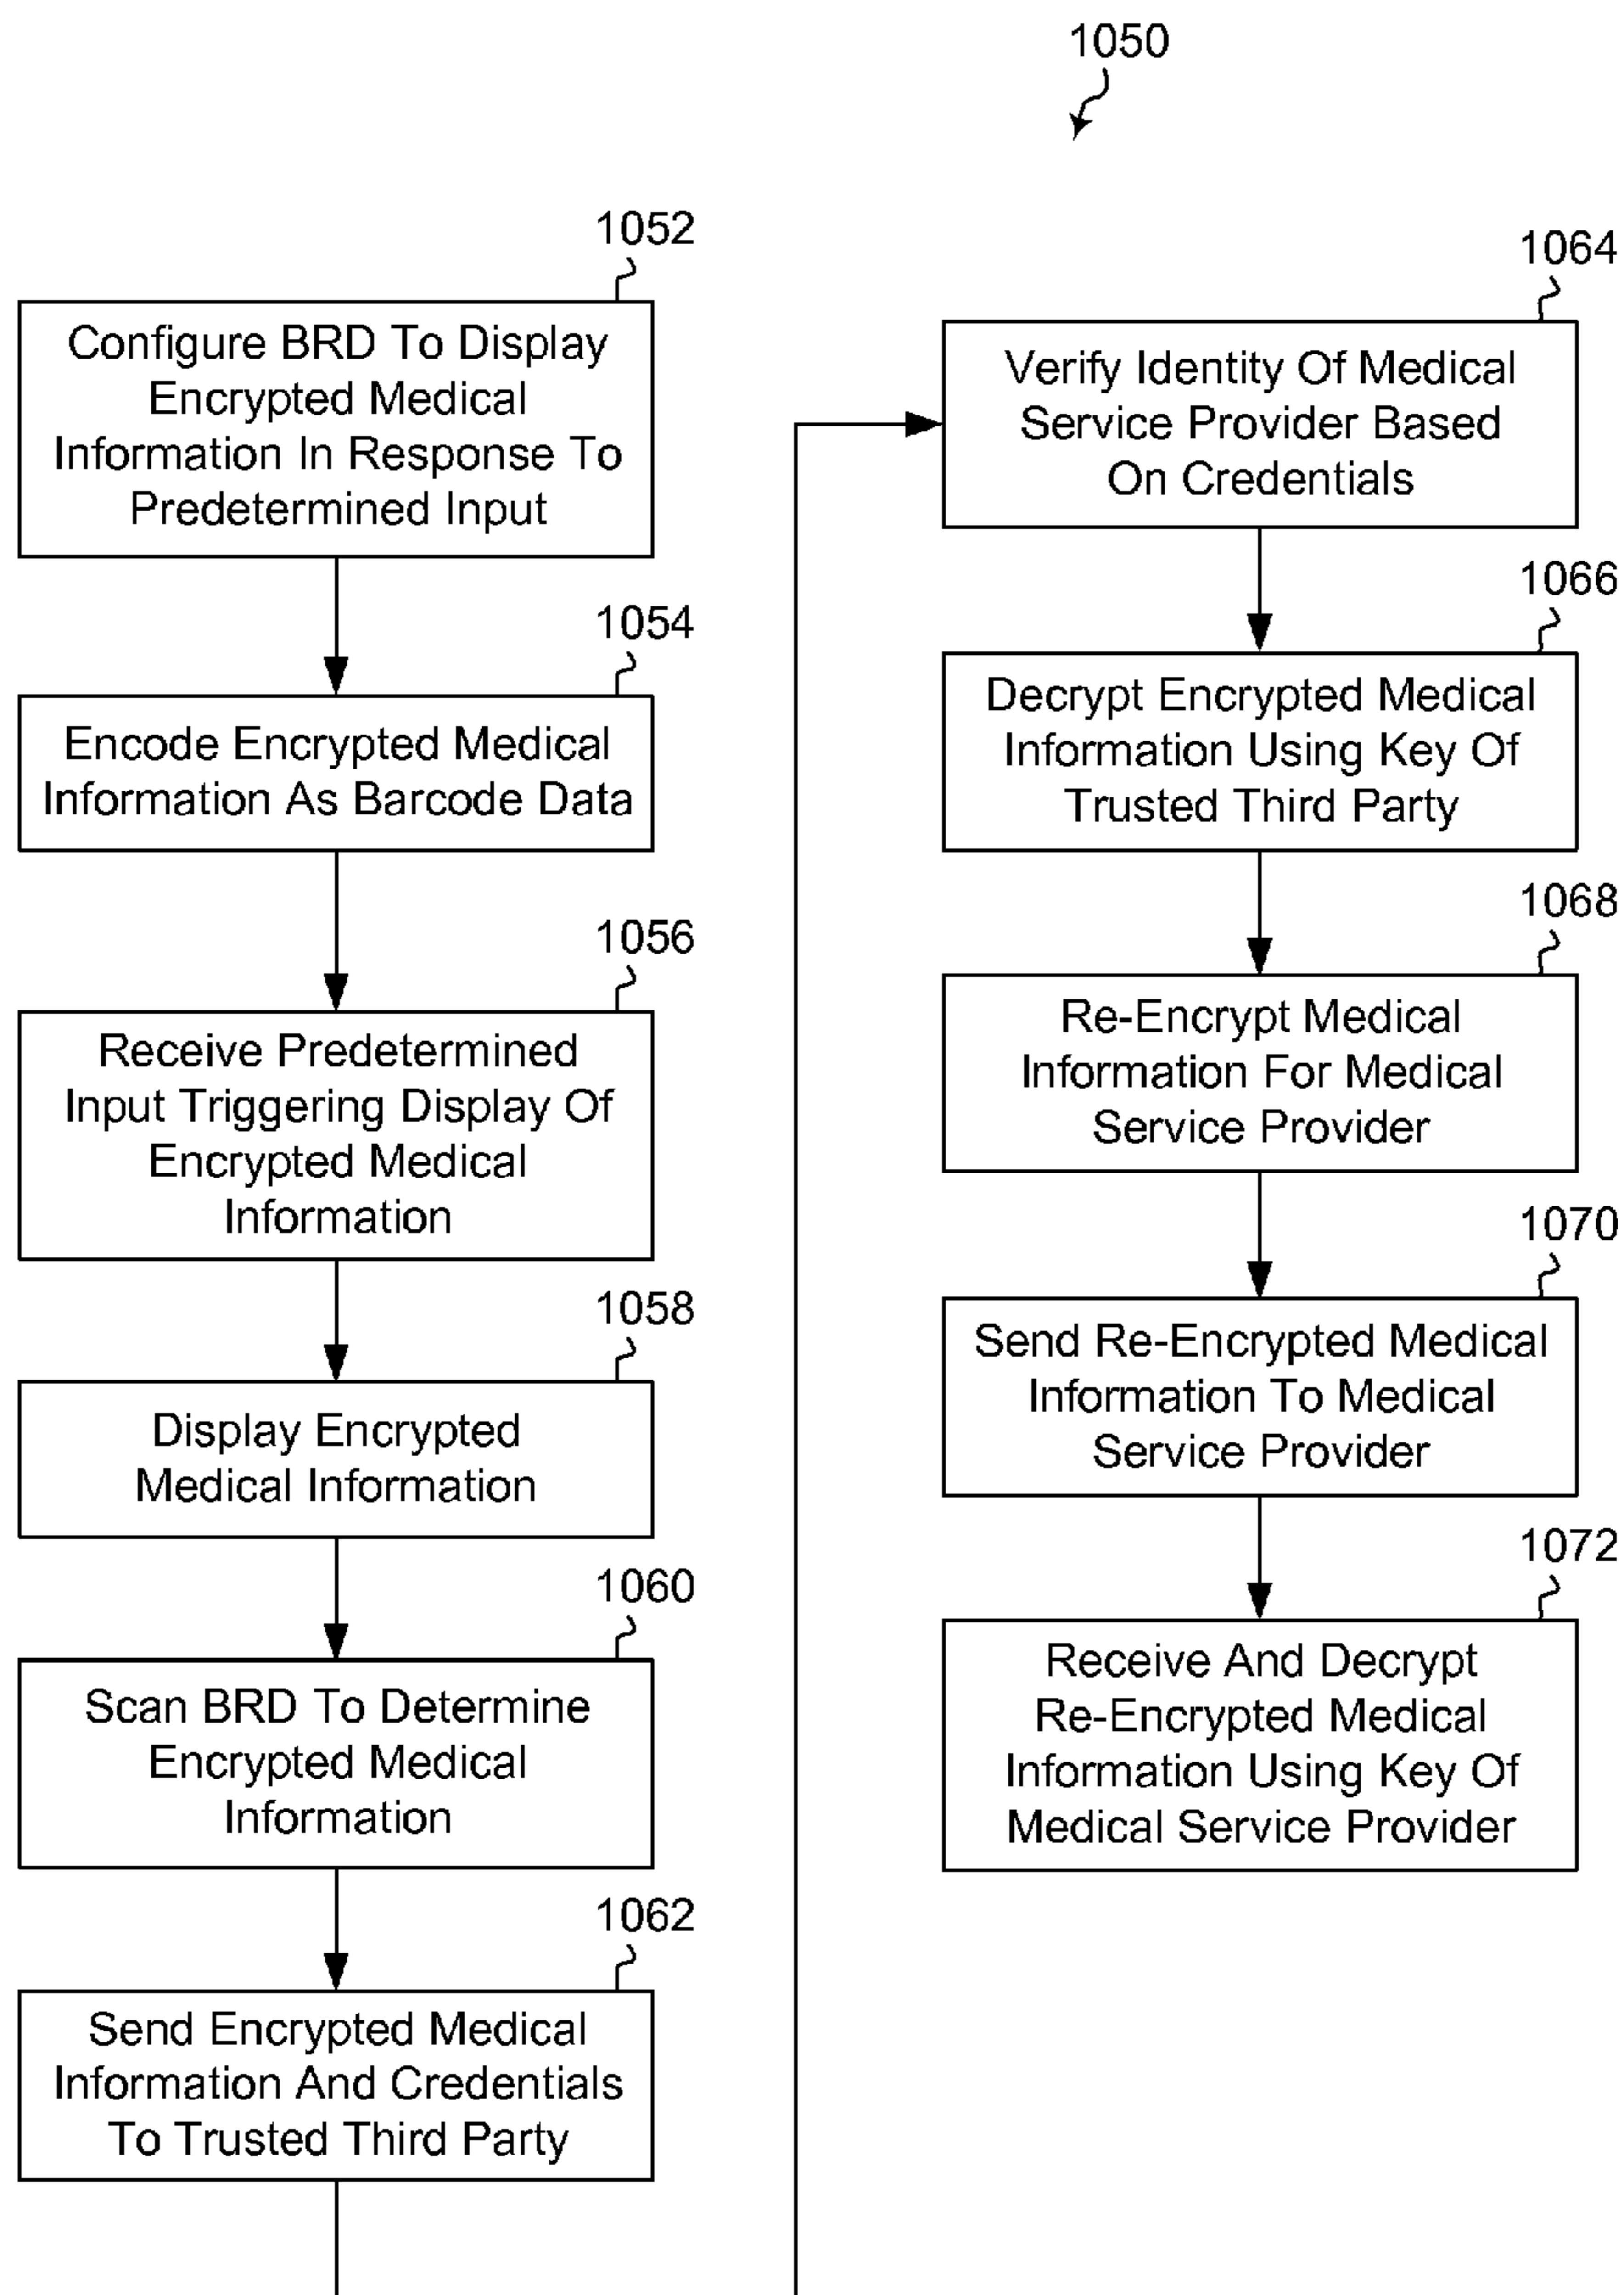 1050
1052
Configure BRD To Display
Encrypted Medical
Information In Response To
Predetermined Input
1054
Encode Encrypted Medical
Information As Barcode Data
1056
Receive Predetermined
Input Triggering Display Of
Encrypted Medical
Information
1058
Display Encrypted
Medical Information
1060
Scan BRD To Determine
Encrypted Medical
Information
1062
Send Encrypted Medical
Information And Credentials
To Trusted Third Party
1064
Verify Identity Of Medical
Service Provider Based
On Credentials
1066
Decrypt Encrypted Medical
Information Using Key Of
Trusted Third Party
1068
Re-Encrypt Medical
Information For Medical
Service Provider
1070
Send Re-Encrypted Medical
Information To Medical
Service Provider
1072
Receive And Decrypt
Re-Encrypted Medical
Information Using Key Of
Medical Service Provider